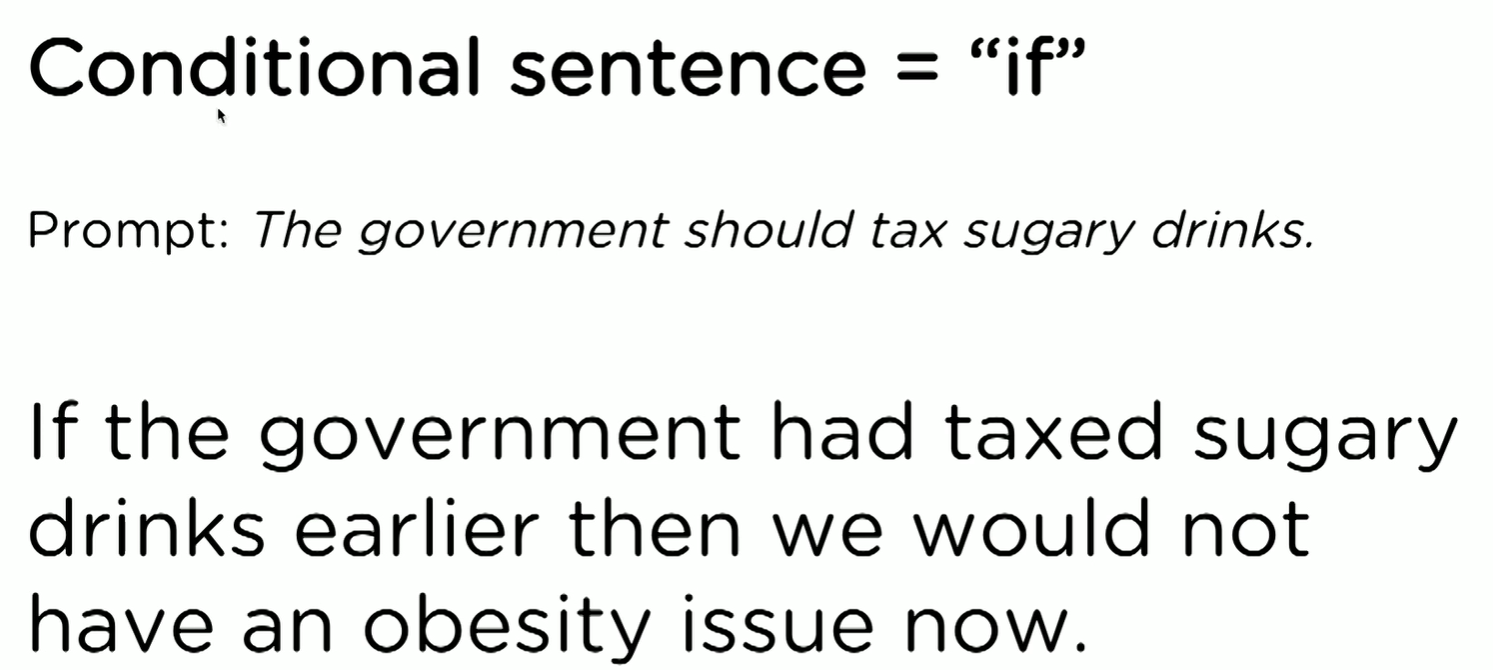 Conditional sentence = “if”
Prompt: The government should tax sugary drinks.
If the government had taxed sugary
drinks earlier then we would not
have an obesity issue now.